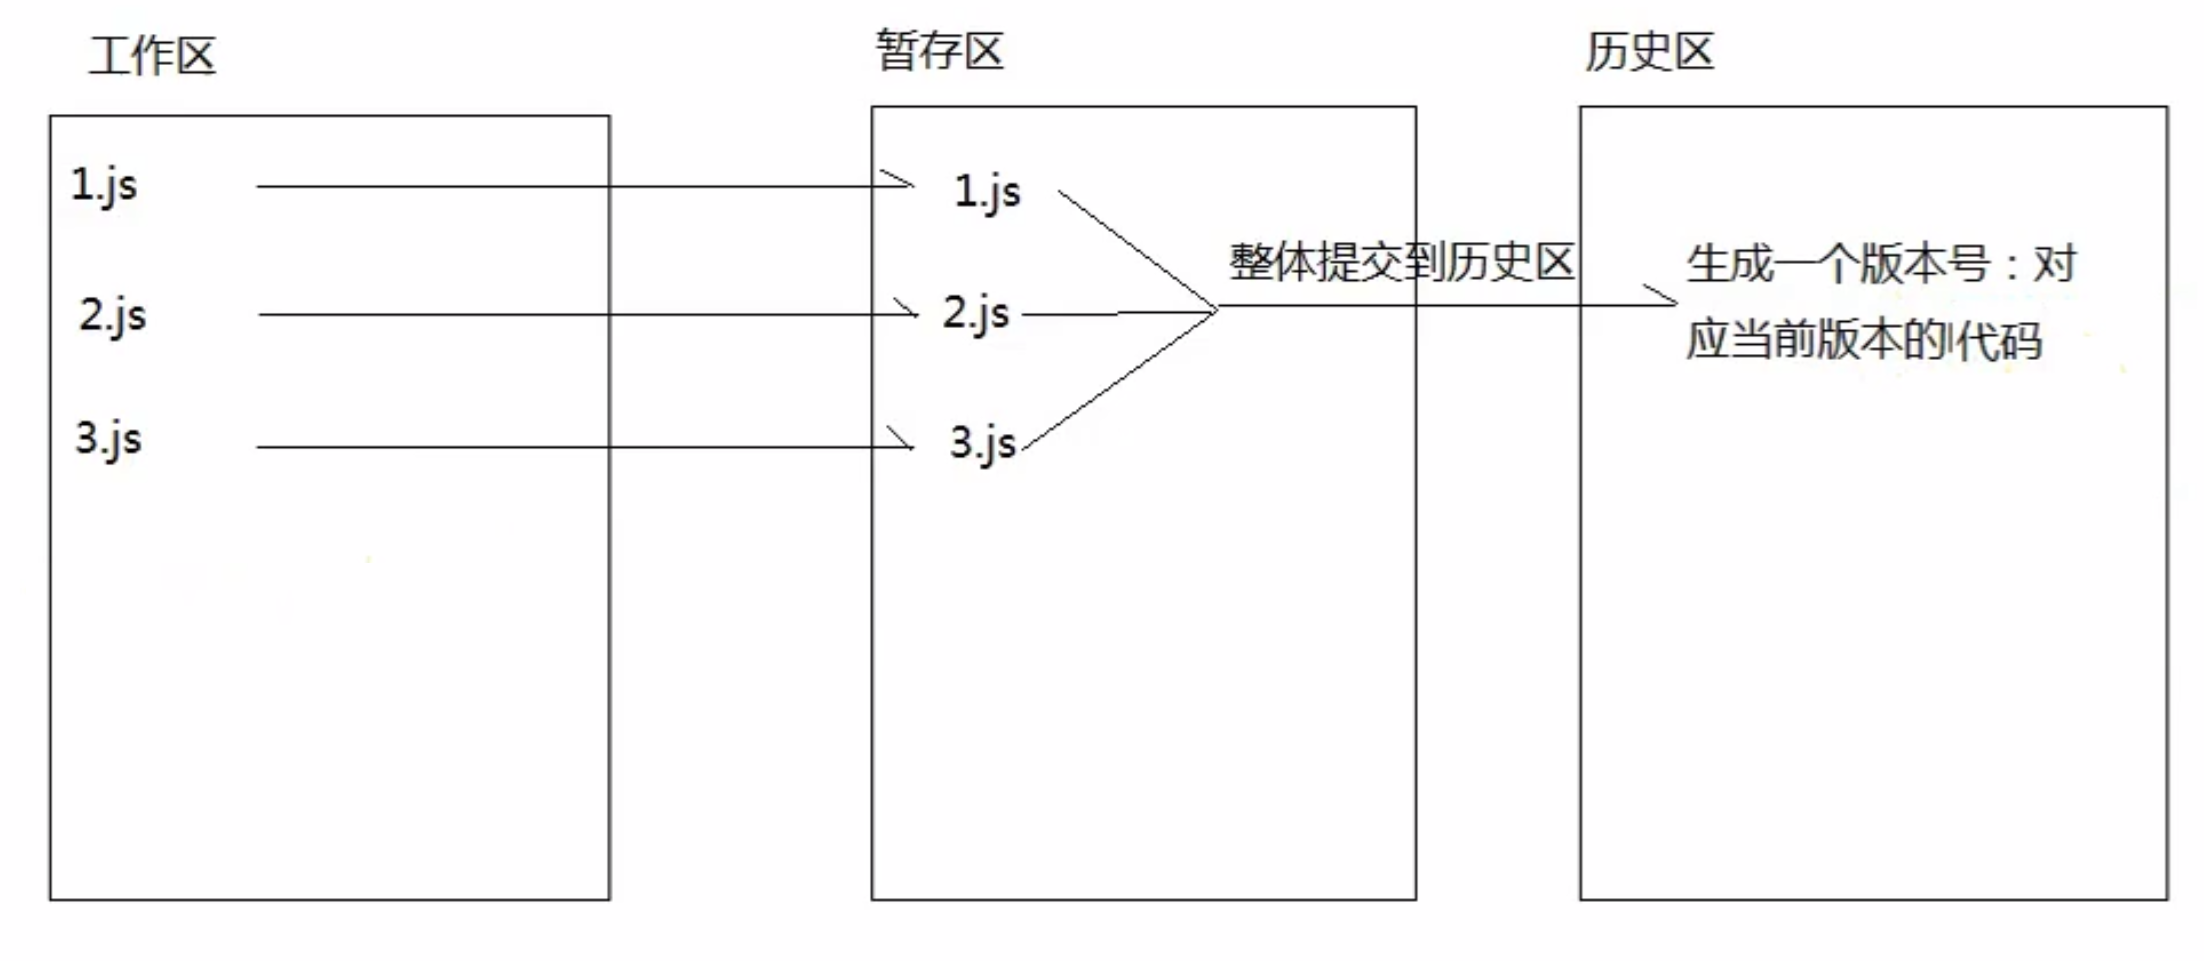 工作区
暂存区
历史区
1.js
1.js
2.js
2.js
3.js
3.js
整体提交到历史区
生成一个版本号：对
应当前版本的代码